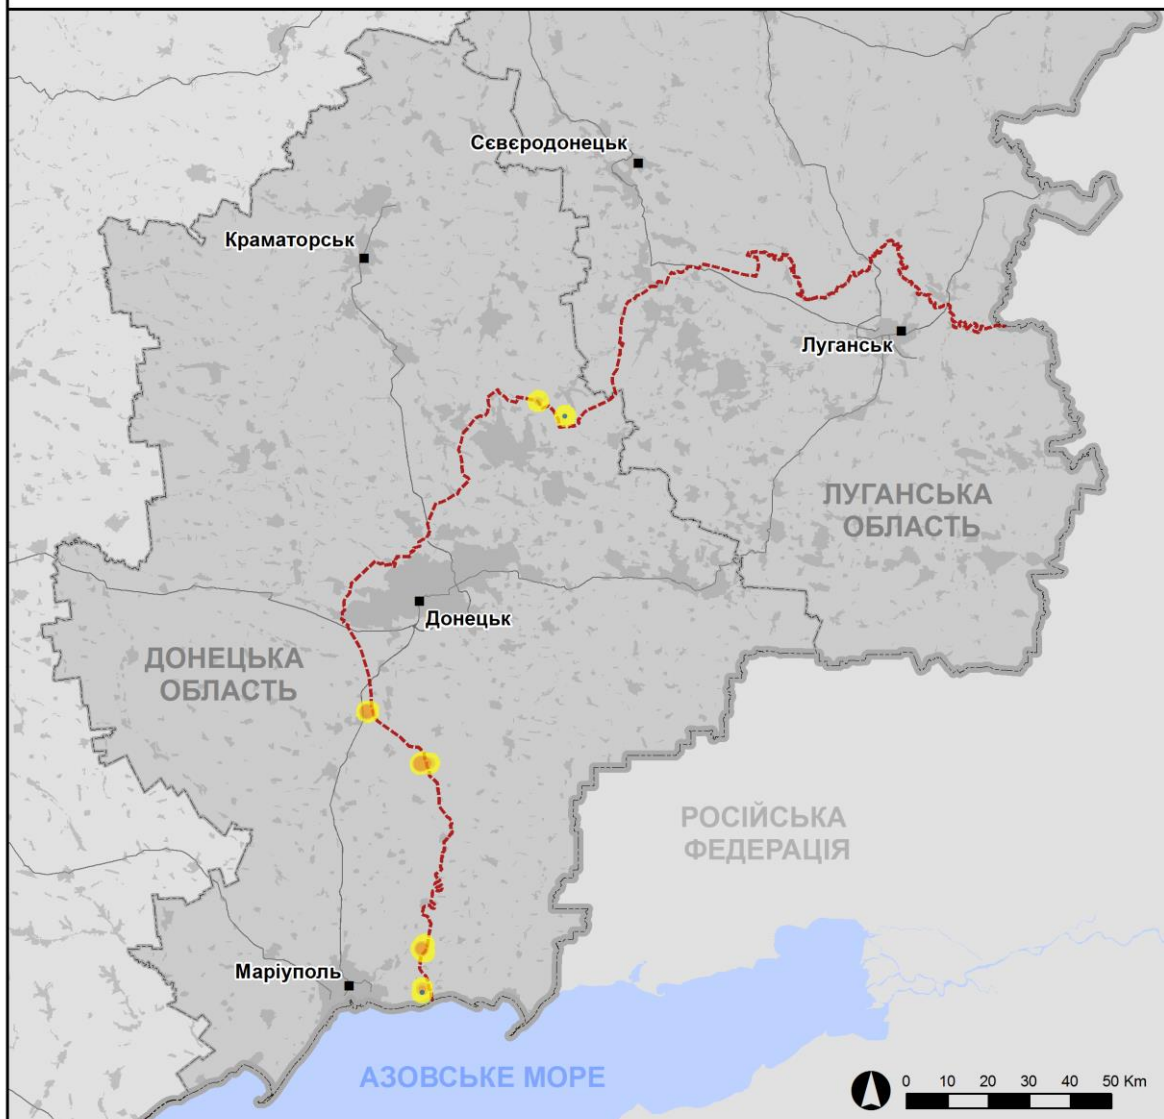 Сєвєродонецьк
Краматорськ
Луганськ
ЛУГАНСЬКА
ОБЛАСТЬ
Донецьк
ДОНЕЦЬКА
ОБЛАСТЬ
РОСІЙСЬКА
ФЕДЕРАЦІЯ
Маріуполь
АЗОВСЬКЕ МОРЕ
0 10 20 30 40 50 Km